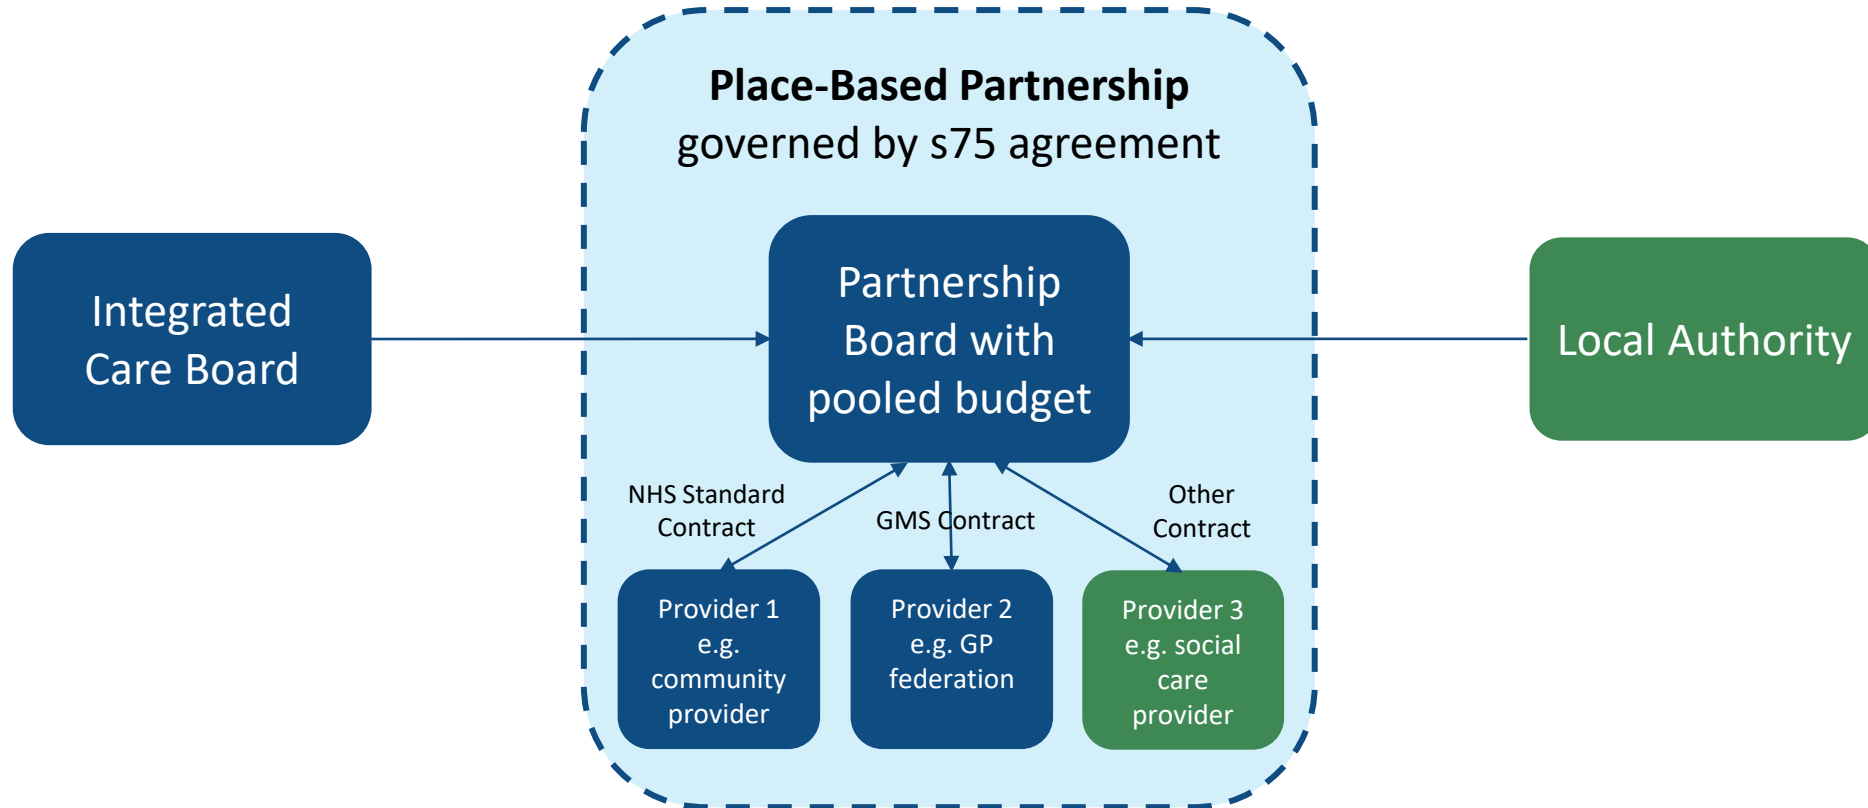 Place-Based Partnership
governed by s75 agreement
Integrated
Care Board
Partnership
Board with
pooled budget
Local Authority
NHS Standard
Contract
GMS Contract
Other
Contract
Provider 1
e.g.
community
provider
Provider 2
e.g. GP
federation
Provider 3
e.g. social
care
provider